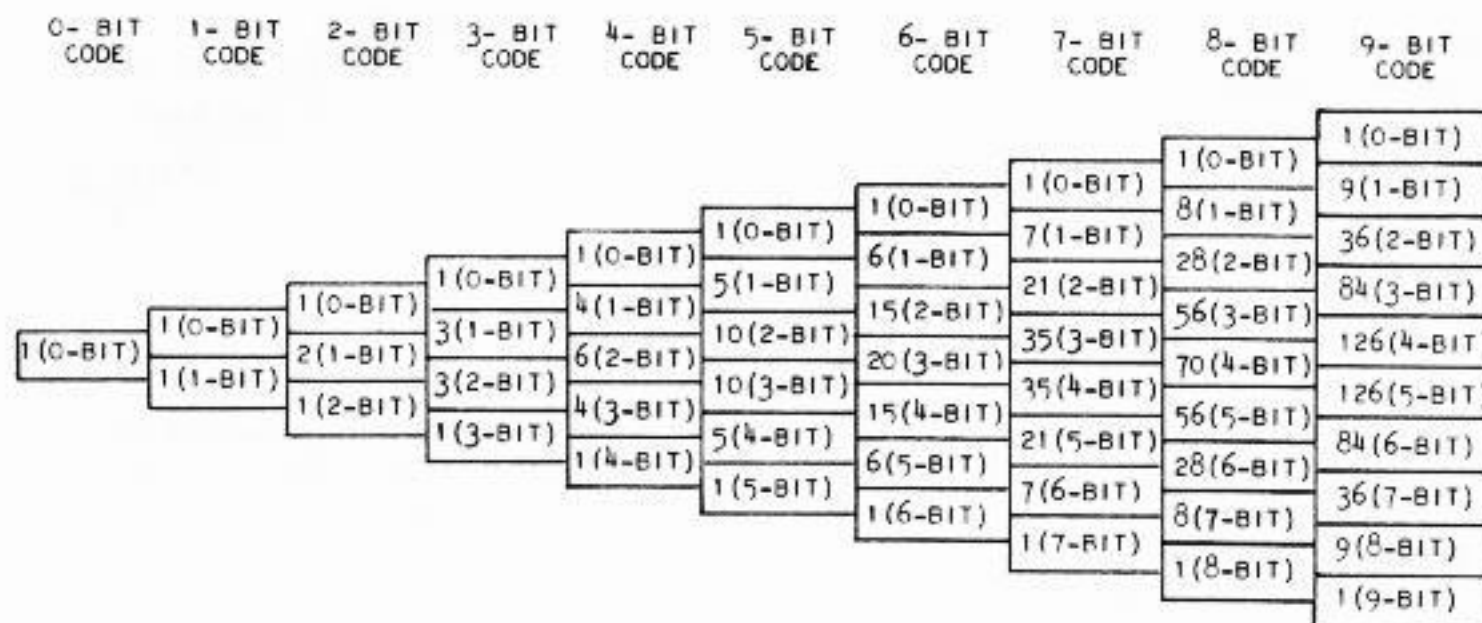 0- BIT CODE
1- BIT CODE
2- BIT CODE
3- BIT CODE
4- BIT CODE
5- BIT CODE
6- BIT CODE
7- BIT CODE
8- BIT CODE
9- BIT CODE
1(0-BIT)
1(0-BIT)
1(1-BIT)
1(0-BIT)
2(1-BIT)
1(2-BIT)
1(0-BIT)
3(1-BIT)
3(2-BIT)
1(3-BIT)
1(0-BIT)
4(1-BIT)
6(2-BIT)
4(3-BIT)
1(4-BIT)
1(0-BIT)
5(1-BIT)
10(2-BIT)
10(3-BIT)
5(4-BIT)
1(5-BIT)
1(0-BIT)
6(1-BIT)
15(2-BIT)
20(3-BIT)
15(4-BIT)
6(5-BIT)
1(6-BIT)
1(0-BIT)
7(1-BIT)
21(2-BIT)
35(3-BIT)
35(4-BIT)
21(5-BIT)
7(6-BIT)
1(7-BIT)
1(0-BIT)
8(1-BIT)
28(2-BIT)
56(3-BIT)
70(4-BIT)
56(5-BIT)
28(6-BIT)
8(7-BIT)
1(8-BIT)
1(0-BIT)
9(1-BIT)
36(2-BIT)
84(3-BIT)
126(4-BIT
126(5-BIT
84(6-BIT)
36(7-BIT)
9(8-BIT)
1(9-BIT)